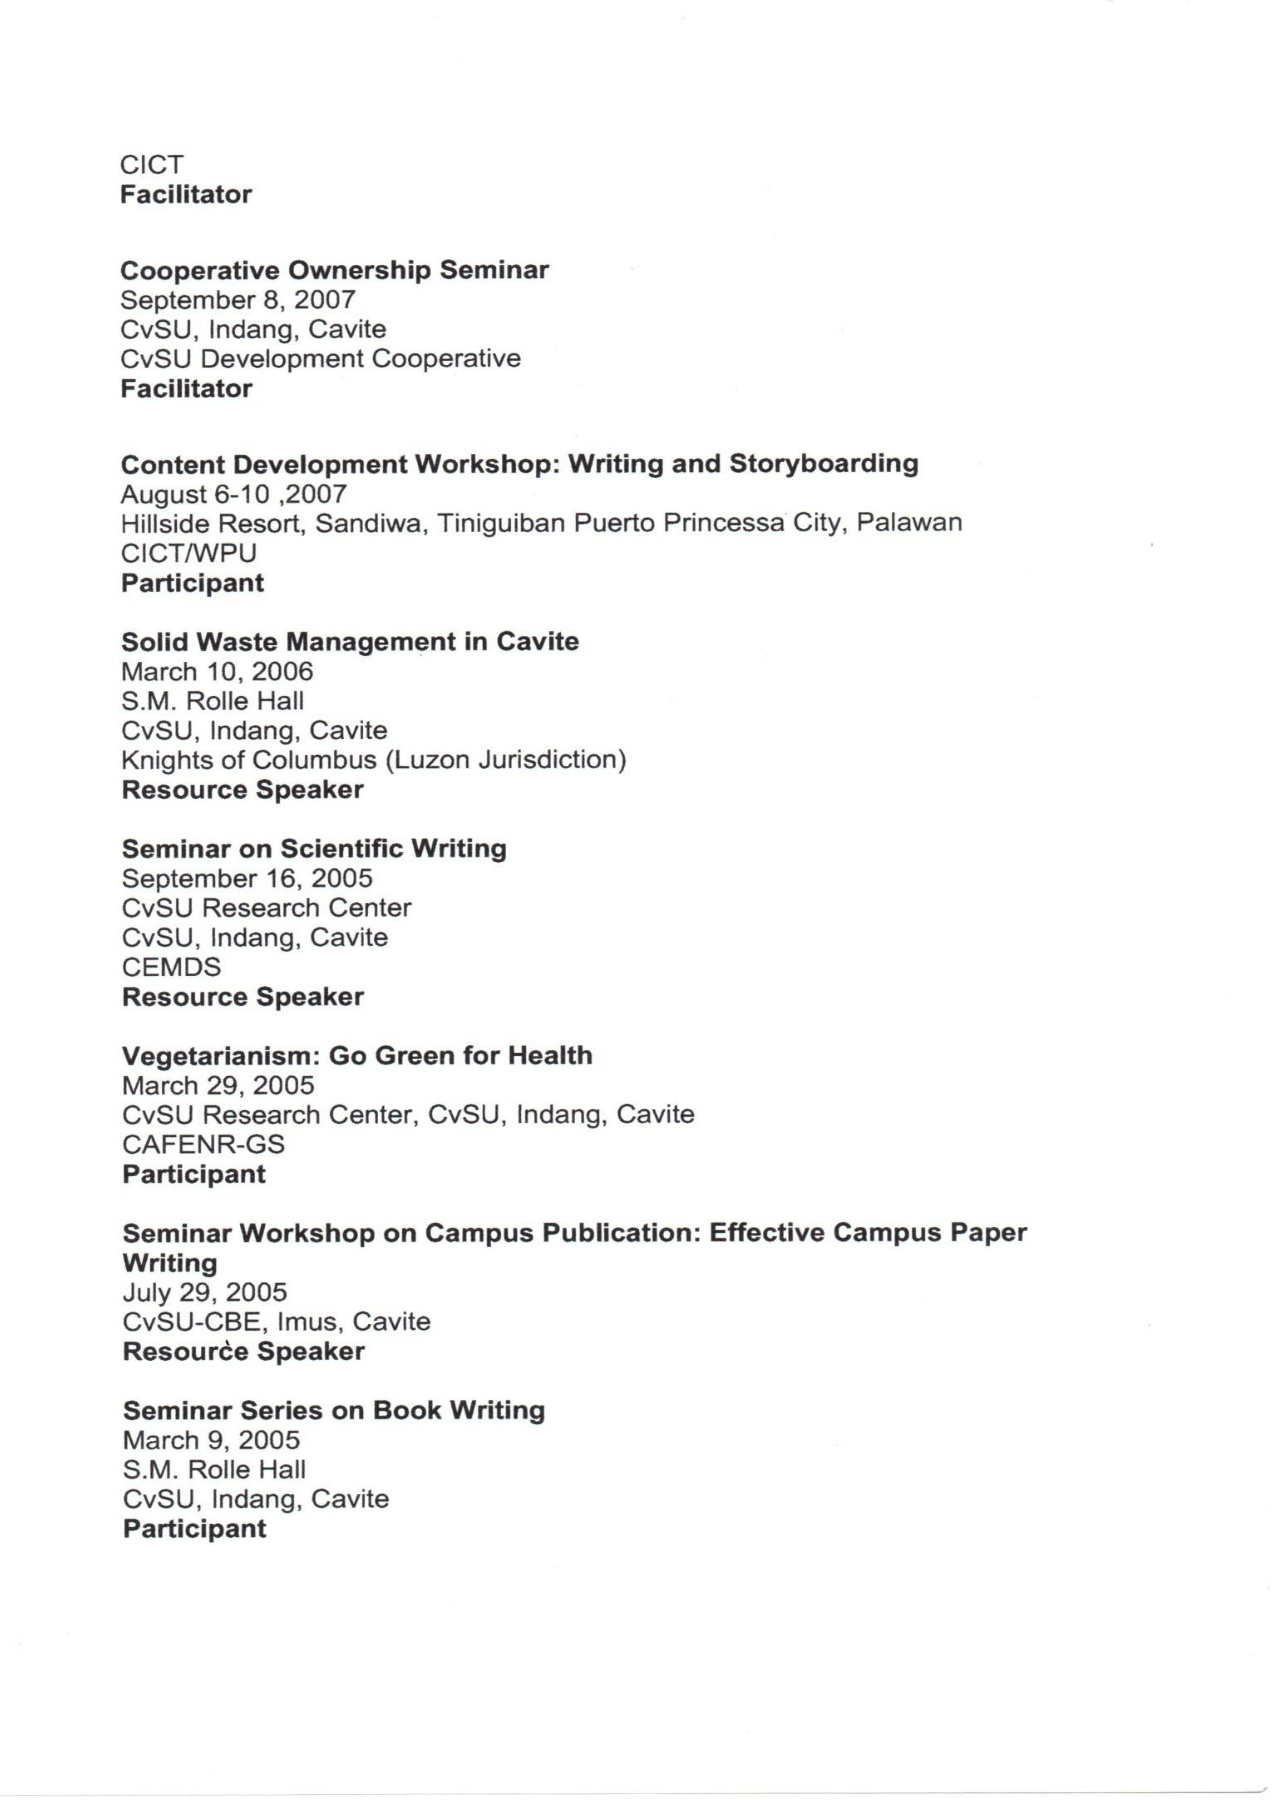 CICT
Facilitator
Cooperative Ownership Seminar
September 8, 2007
CvSU, Indang, Cavite
CvSU Development Cooperative
Facilitator
Content Development Workshop: Writing and Storyboarding
August 6-10 ,2007
Hillside Resort, Sandiwa, Tiniguiban Puerto Princessa City, Palawan
CICT/WPU
Participant
Solid Waste Management in Cavite
March 10, 2006
S.M. Rolle Hall
CvSU, Indang, Cavite
Knights of Columbus (Luzon Jurisdiction)
Resource Speaker
Seminar on Scientific Writing
September 16, 2005
CvSU Research Center
CvSU, Indang, Cavite
CEMDS
Resource Speaker
Vegetarianism: Go Green for Health
March 29, 2005
CvSU Research Center, CvSU, Indang, Cavite
CAFENR-GS
Participant
Seminar Workshop on Campus Publication: Effective Campus Paper
Writing
July 29, 2005
CvSU-CBE, Imus, Cavite
Resource Speaker
Seminar Series on Book Writing
March 9, 2005
S.M. Rolle Hall
CvSU, Indang, Cavite
Participant